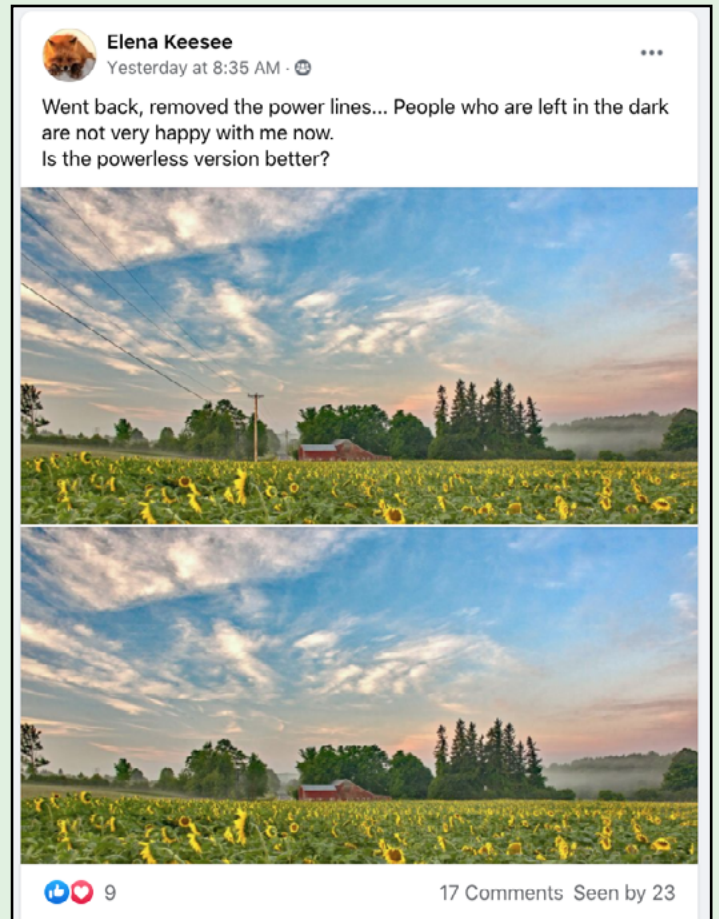 Elena Keesee
Yesterday at 8:35 AM ·
Went back, removed the power lines... People who are left in the dark
are not very happy with me now.
Is the powerless version better?
9
17 Comments Seen by 23